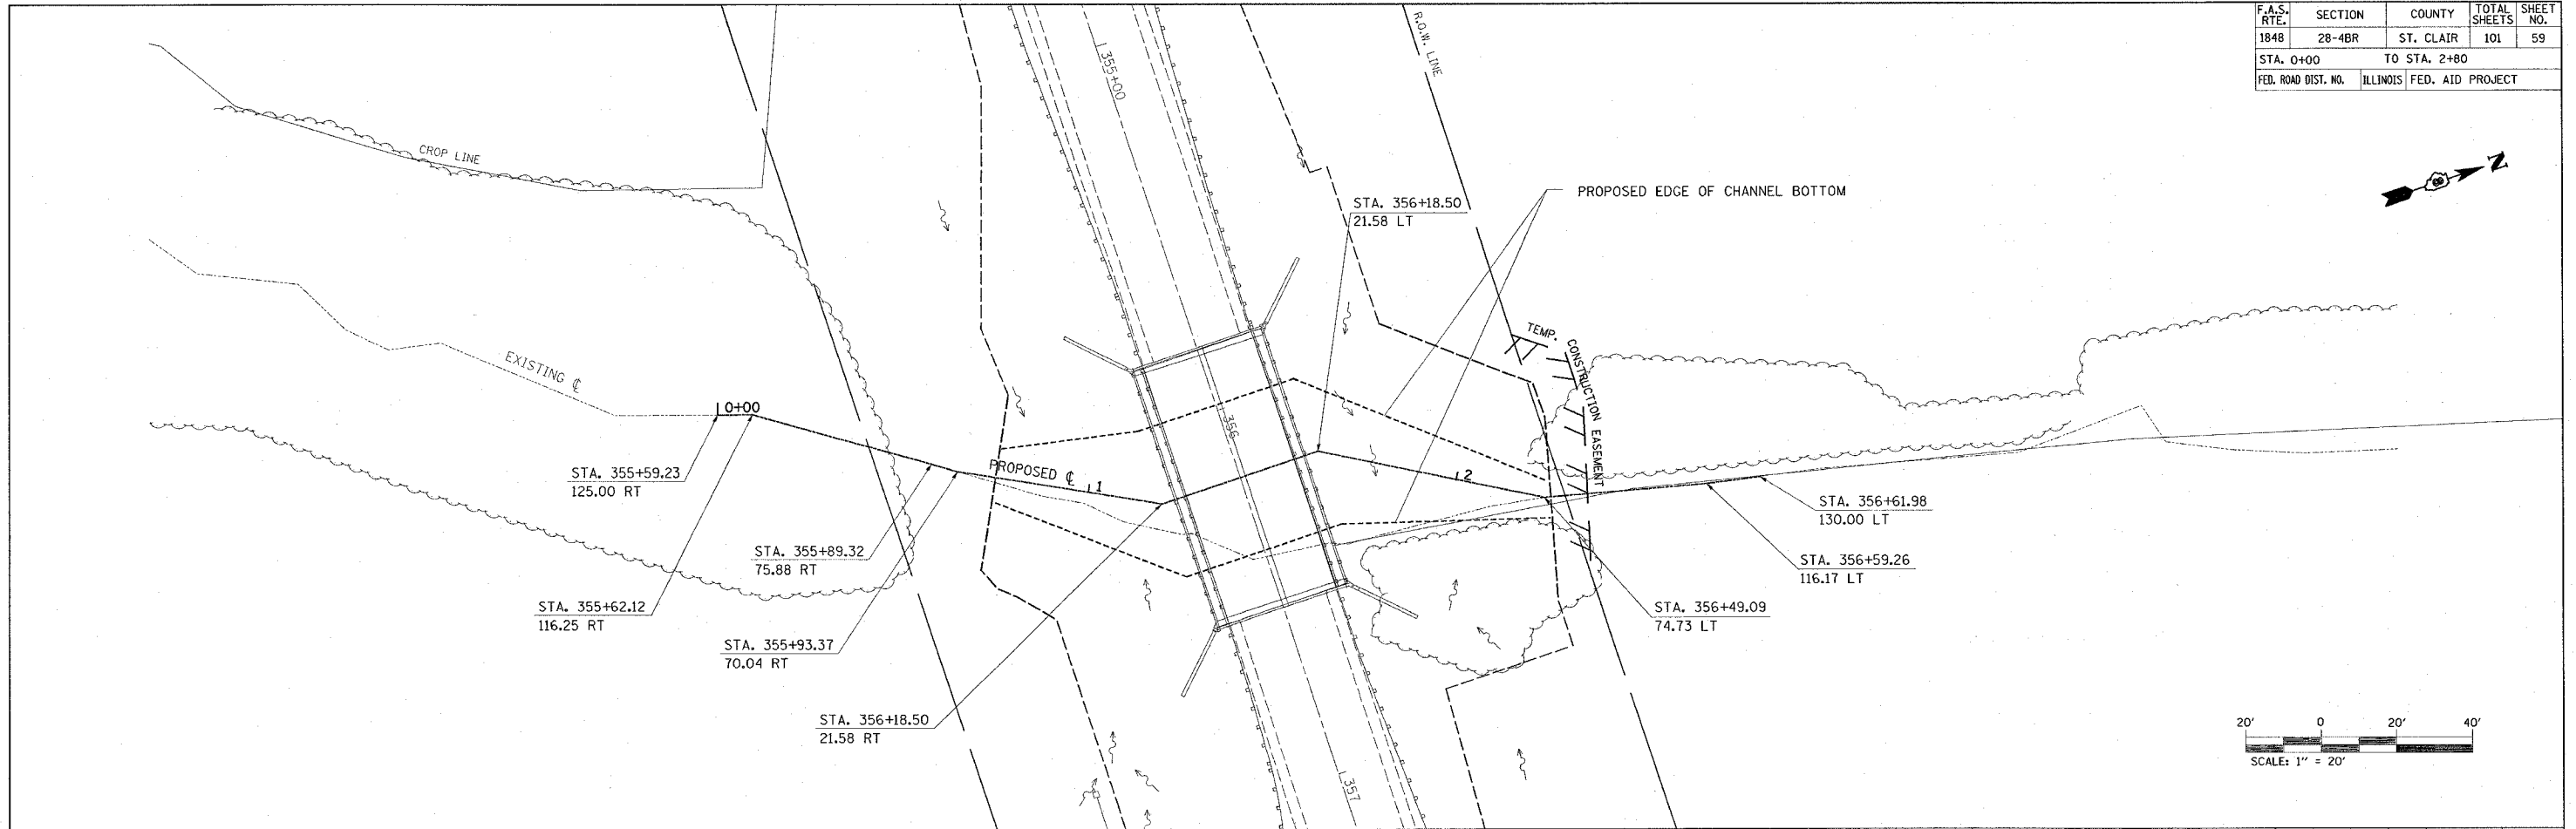 F.A.S. RTE. SECTION COUNTY TOTAL SHEETS SHEET NO.
1848 28-4BR ST. CLAIR 101 59
STA. 0+00 TO STA. 2+80
FED. ROAD DIST. NO. ILLINOIS FED. AID PROJECT
R.O.W. LINE
355+00
CROP LINE
N
PROPOSED EDGE OF CHANNEL BOTTOM
STA. 356+18.50
21.58 LT
TEMP. CONSTRUCTION EASEMENT
EXISTING ℄
0+00
356
PROPOSED ℄
1
2
STA. 355+59.23
125.00 RT
STA. 356+61.98
130.00 LT
STA. 355+89.32
75.88 RT
STA. 356+59.26
116.17 LT
STA. 355+62.12
116.25 RT
STA. 356+49.09
74.73 LT
STA. 355+93.37
70.04 RT
STA. 356+18.50
21.58 RT
357
20' 0 20' 40'
SCALE: 1" = 20'